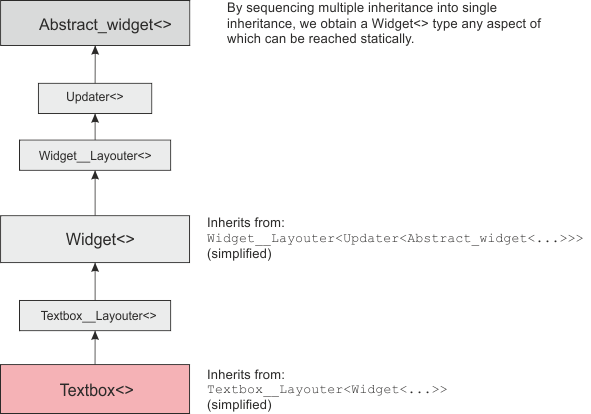 Abstract_widget<>
By sequencing multiple inheritance into single
inheritance, we obtain a Widget<> type any aspect of
which can be reached statically.
Updater<>
Widget__Layouter<>
Widget<>
Inherits from:
Widget__Layouter<Updater<Abstract_widget<...>>>
(simplified)
Textbox__Layouter<>
Textbox<>
Inherits from:
Textbox__Layouter<Widget<...>>
(simplified)